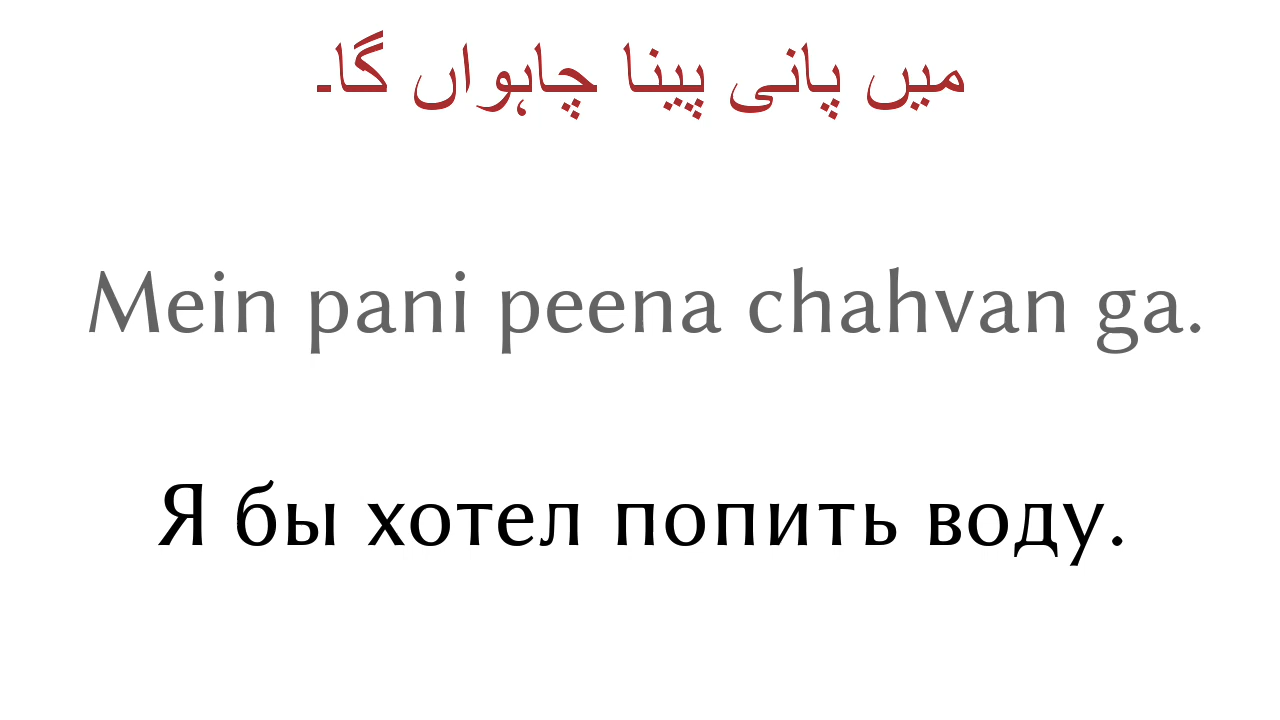 میں پانی پینا چاہواں گا۔
Mein pani peena chahvan ga.
Я бы хотел попить воду.